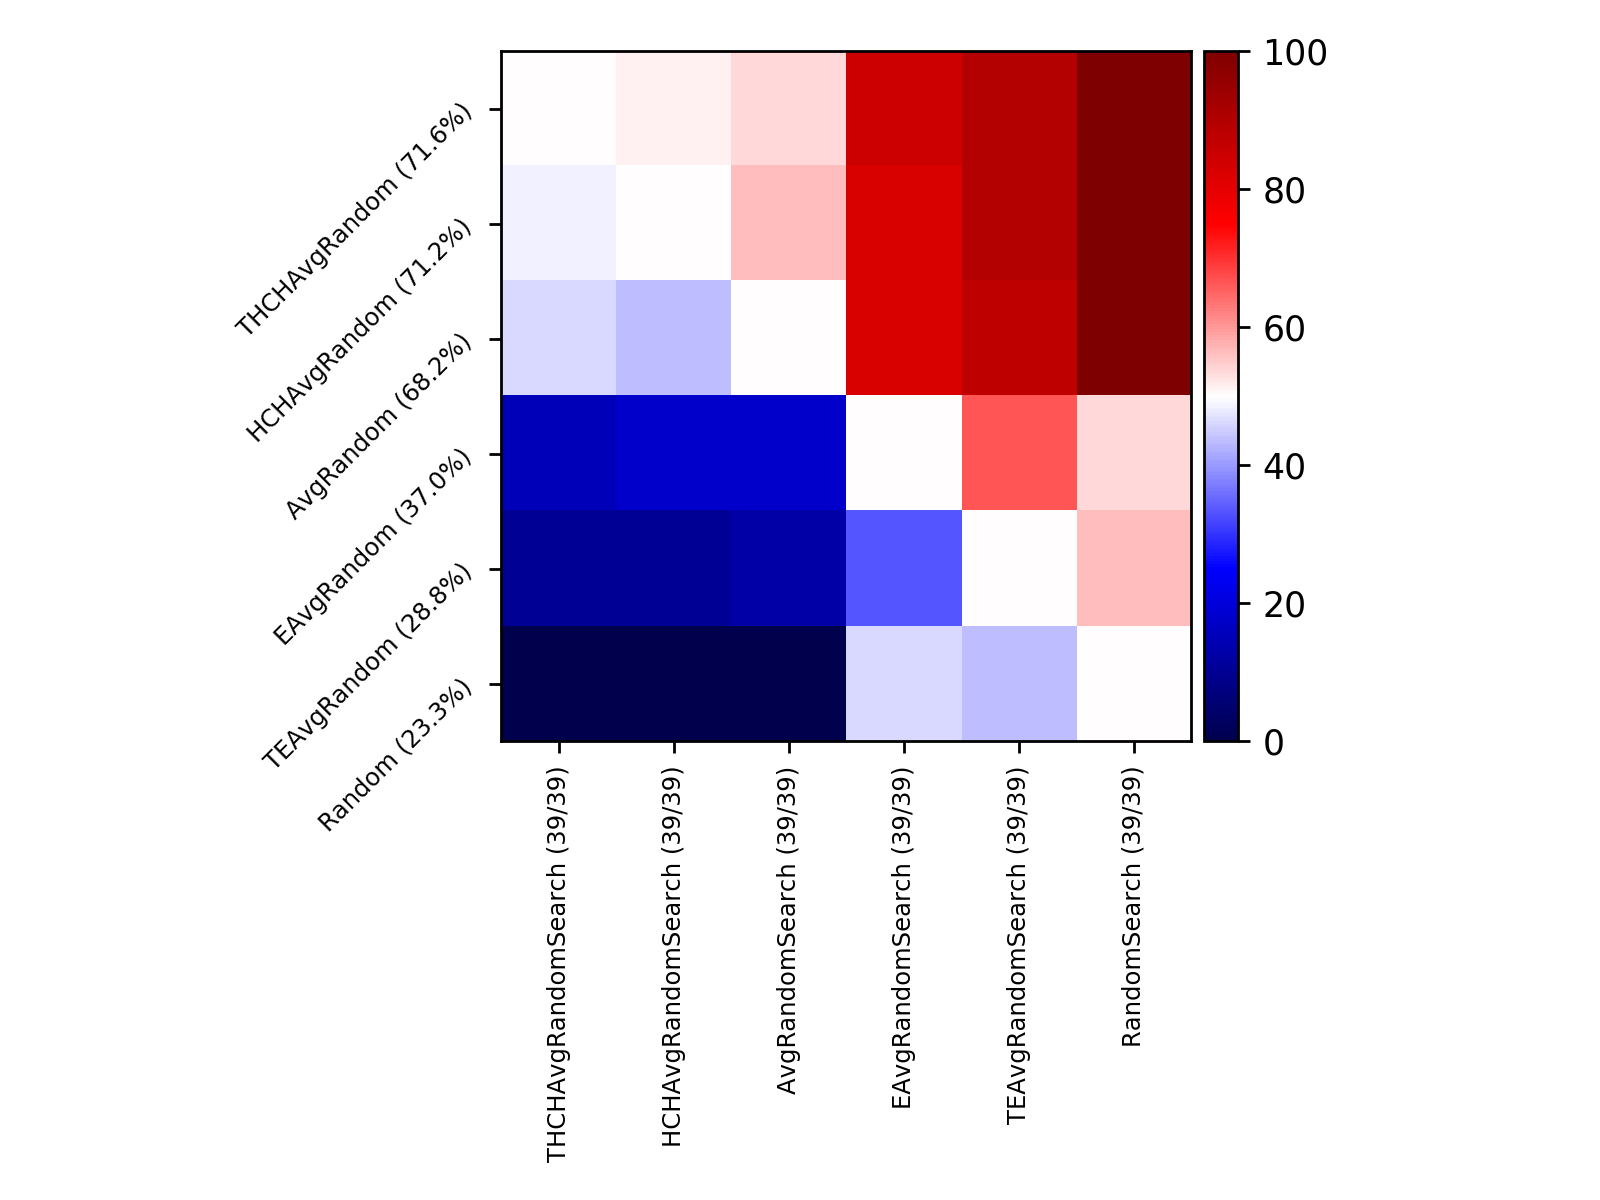 THCHAvgRandom (71.6%)
HCHAvgRandom (71.2%)
AvgRandom (68.2%)
EAvgRandom (37.0%)
TEAvgRandom (28.8%)
Random (23.3%)
THCHAvgRandomSearch (39/39)
HCHAvgRandomSearch (39/39)
AvgRandomSearch (39/39)
EAvgRandomSearch (39/39)
TEAvgRandomSearch (39/39)
RandomSearch (39/39)
100
80
60
40
20
0